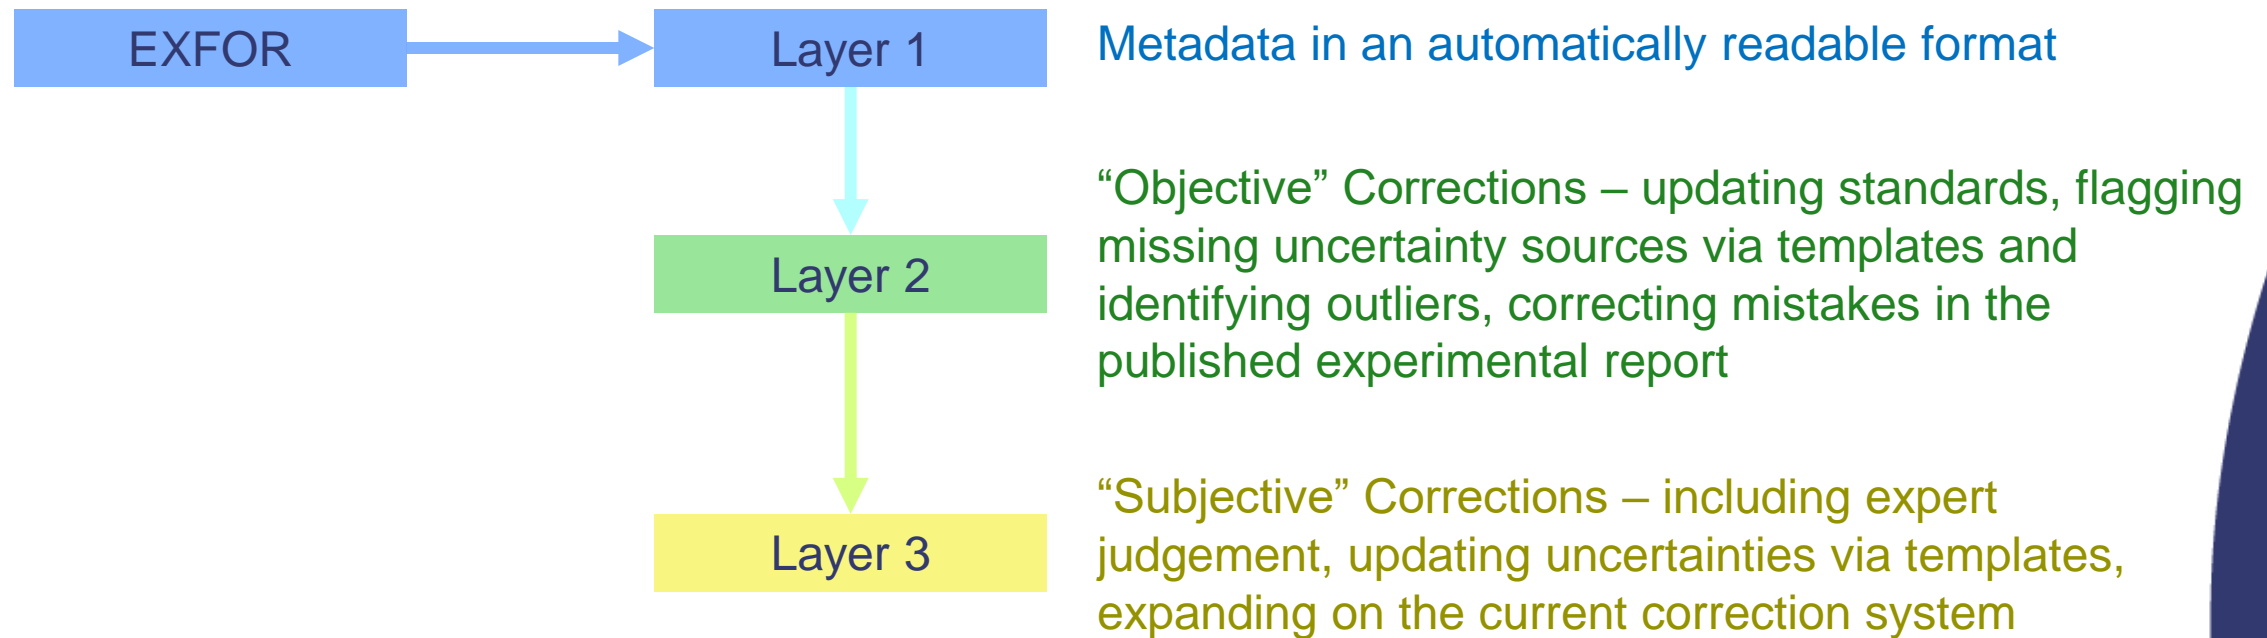 EXFOR
Layer 1
Metadata in an automatically readable format
“Objective” Corrections – updating standards, flagging
missing uncertainty sources via templates and
identifying outliers, correcting mistakes in the
published experimental report
Layer 2
“Subjective” Corrections – including expert
judgement, updating uncertainties via templates,
expanding on the current correction system
Layer 3